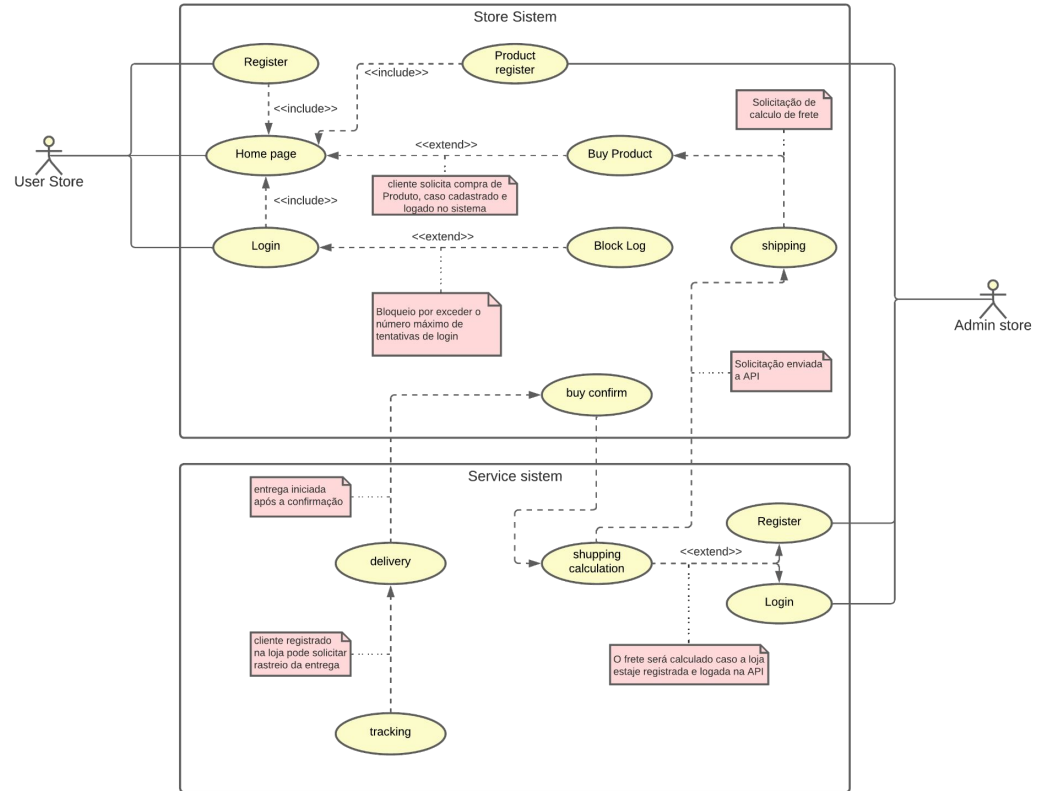 Store Sistem
Register
Product
register
<<include>>
<<include>>
Solicitação de
calculo de frete
Home page
<<extend>>
Buy Product
User Store
cliente solicita compra de
Produto, caso cadastrado e
logado no sistema
<<include>>
Login
<<extend>>
Block Log
shipping
Bloqueio por exceder o
número máximo de
tentativas de login
Admin store
Solicitação enviada
a API
buy confirm
Service sistem
entrega iniciada
após a confirmação
Register
delivery
shupping
calculation
<<extend>>
Login
cliente registrado
na loja pode solicitar
rastreio da entrega
O frete será calculado caso a loja
estaje registrada e logada na API
tracking